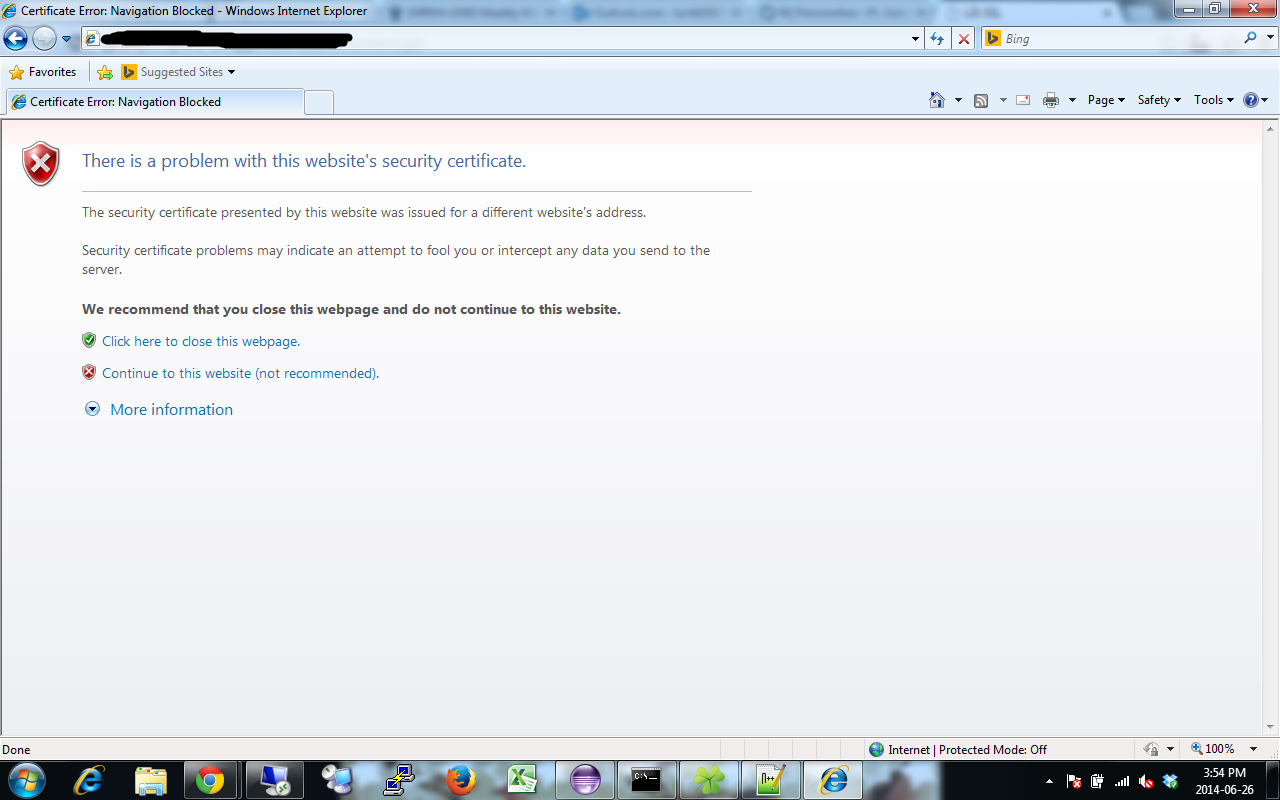 Certificate Error: Navigation Blocked - Windows Internet Explorer
Bing
Favorites
Suggested Sites
Certificate Error: Navigation Blocked
Page
Safety
Tools
There is a problem with this website's security certificate.
The security certificate presented by this website was issued for a different website's address.
Security certificate problems may indicate an attempt to fool you or intercept any data you send to the
server.
We recommend that you close this webpage and do not continue to this website.
Click here to close this webpage.
Continue to this website (not recommended).
More information
Done
Internet | Protected Mode: Off
100%
C:\
3:54 PM
2014-06-26